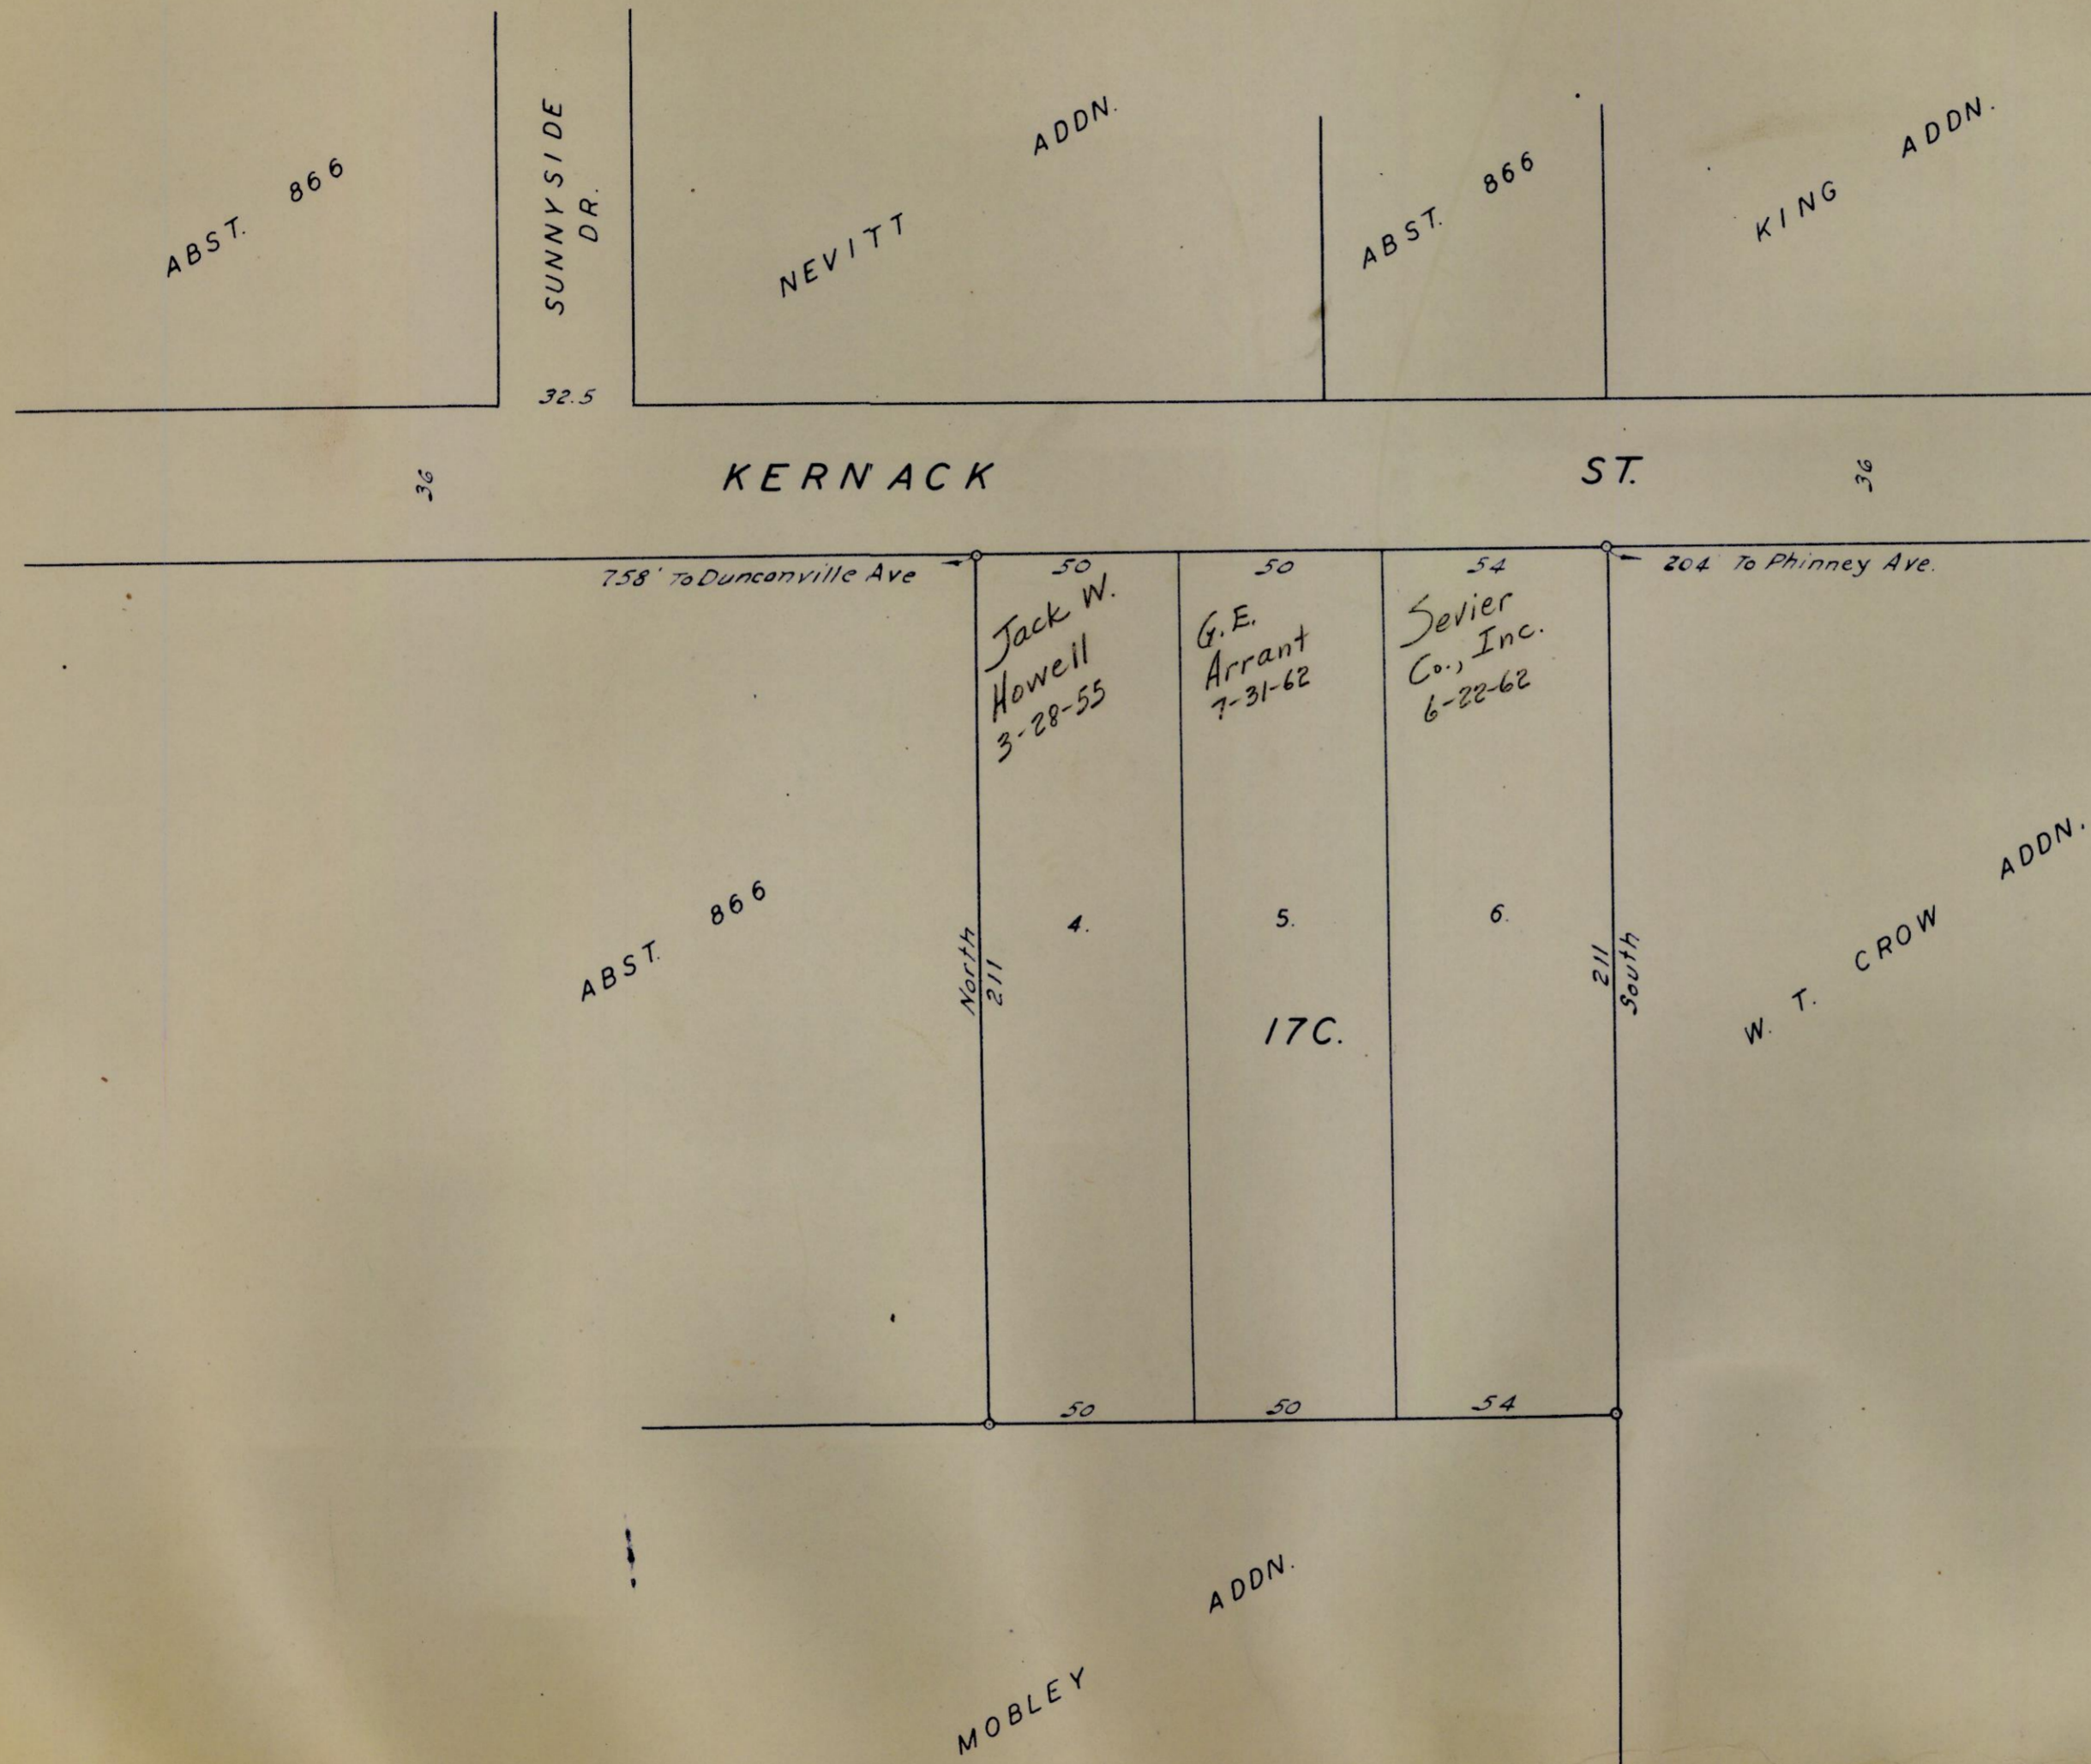 ABST. 866
SUNNYSIDE
DR.
NEVITT ADDN.
ABST. 866
KING ADDN.
32.5
36
KERNACK ST.
36
758' To Duncanville Ave
50
50
54
204' To Phinney Ave.
Jack W.
Howell
3-28-55
G.E.
Arrant
7-31-62
Sevier
Co., Inc.
6-22-62
ABST. 866
North
211
4.
5.
6.
17C.
211
South
W. T. CROW ADDN.
50
50
54
MOBLEY ADDN.